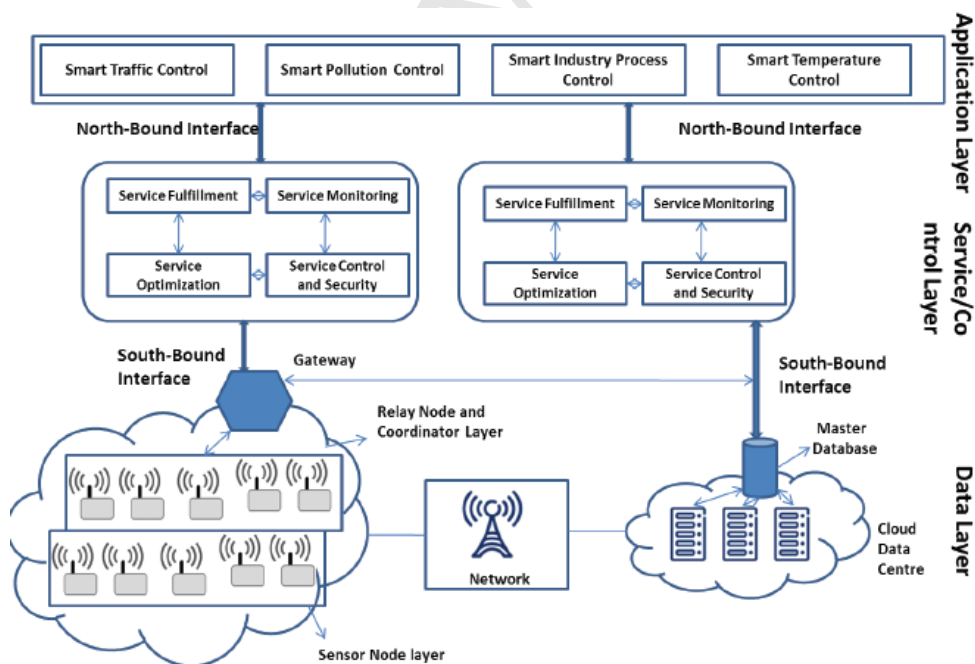 Smart Traffic Control
Smart Pollution Control
Smart Industry Process
Control
Smart Temperature
Control
Application Layer
North-Bound Interface
North-Bound Interface
Service Fulfillment
Service Monitoring
Service
Optimization
Service Control
and Security
Service Fulfillment
Service Monitoring
Service
Optimization
Service Control
and Security
Service/Co
ntrol Layer
South-Bound
Interface
Gateway
South-Bound
Interface
Relay Node and
Coordinator Layer
Master
Database
Network
Cloud
Data
Centre
Data Layer
Sensor Node layer